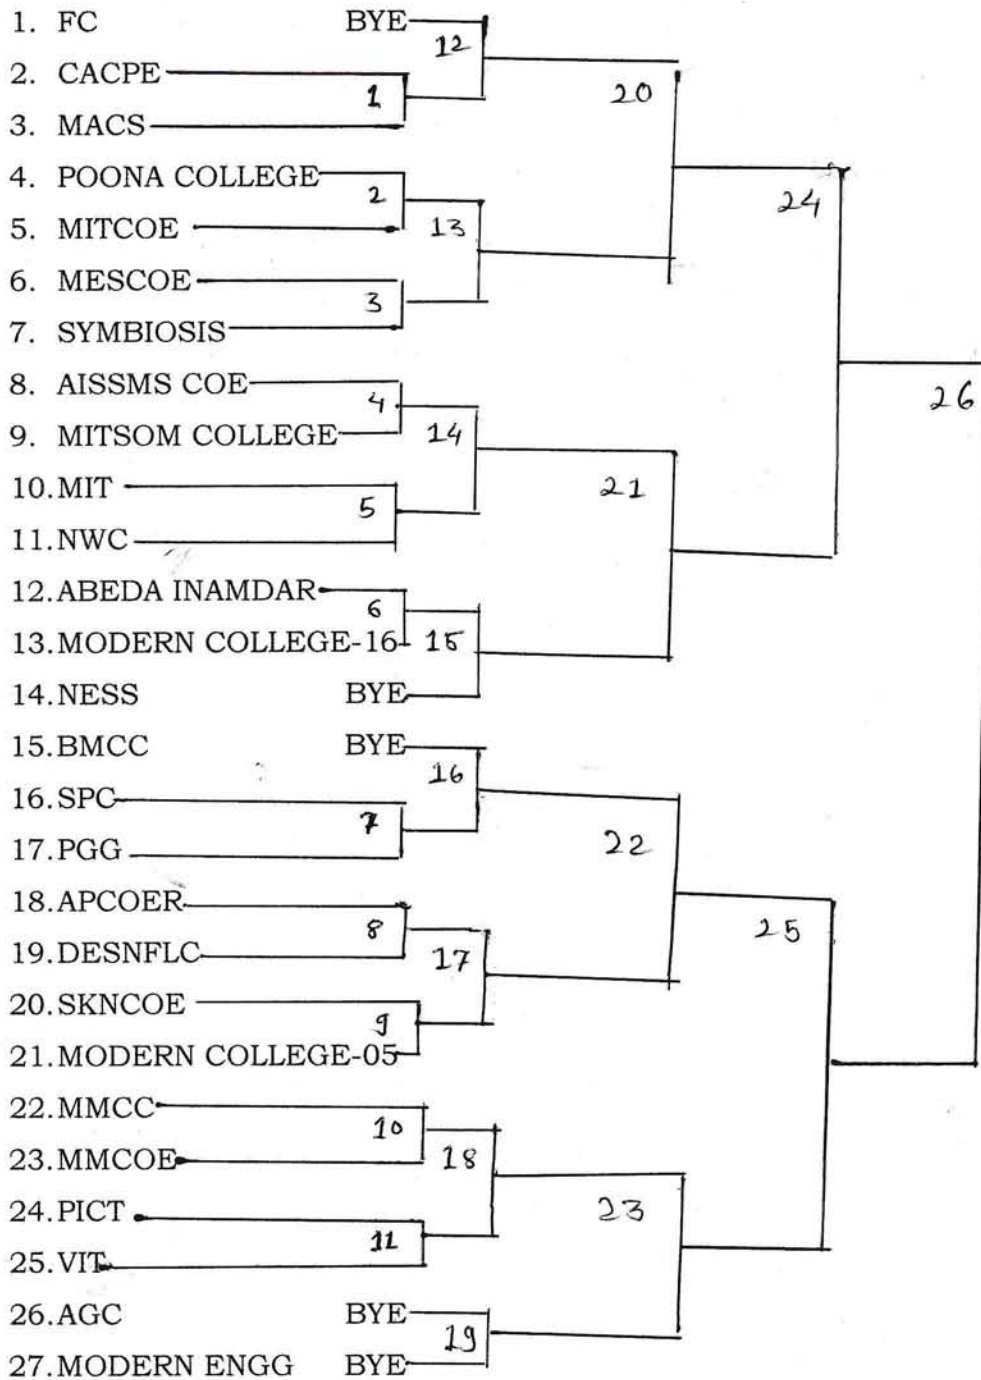 1. FC BYE
12
2. CACPE
20
1
3. MACS
4. POONA COLLEGE
2
24
5. MITCOE
13
6. MESCOE
3
7. SYMBIOSIS
8. AISSMS COE
4
26
9. MITSOM COLLEGE
14
10. MIT
21
5
11. NWC
12. ABEDA INAMDAR
6
13. MODERN COLLEGE-16
15
14. NESS BYE
15. BMCC BYE
16
16. SPC
7
22
17. PGG
18. APCOER
8
25
19. DESNFLC
17
20. SKNCOE
9
21. MODERN COLLEGE-05
22. MMCC
10
23. MMCOE
18
24. PICT
23
11
25. VIT
26. AGC BYE
19
27. MODERN ENGG BYE